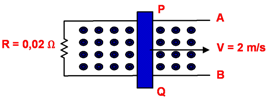 P
A
R = 0,02 Ω
V = 2 m/s
B
Q